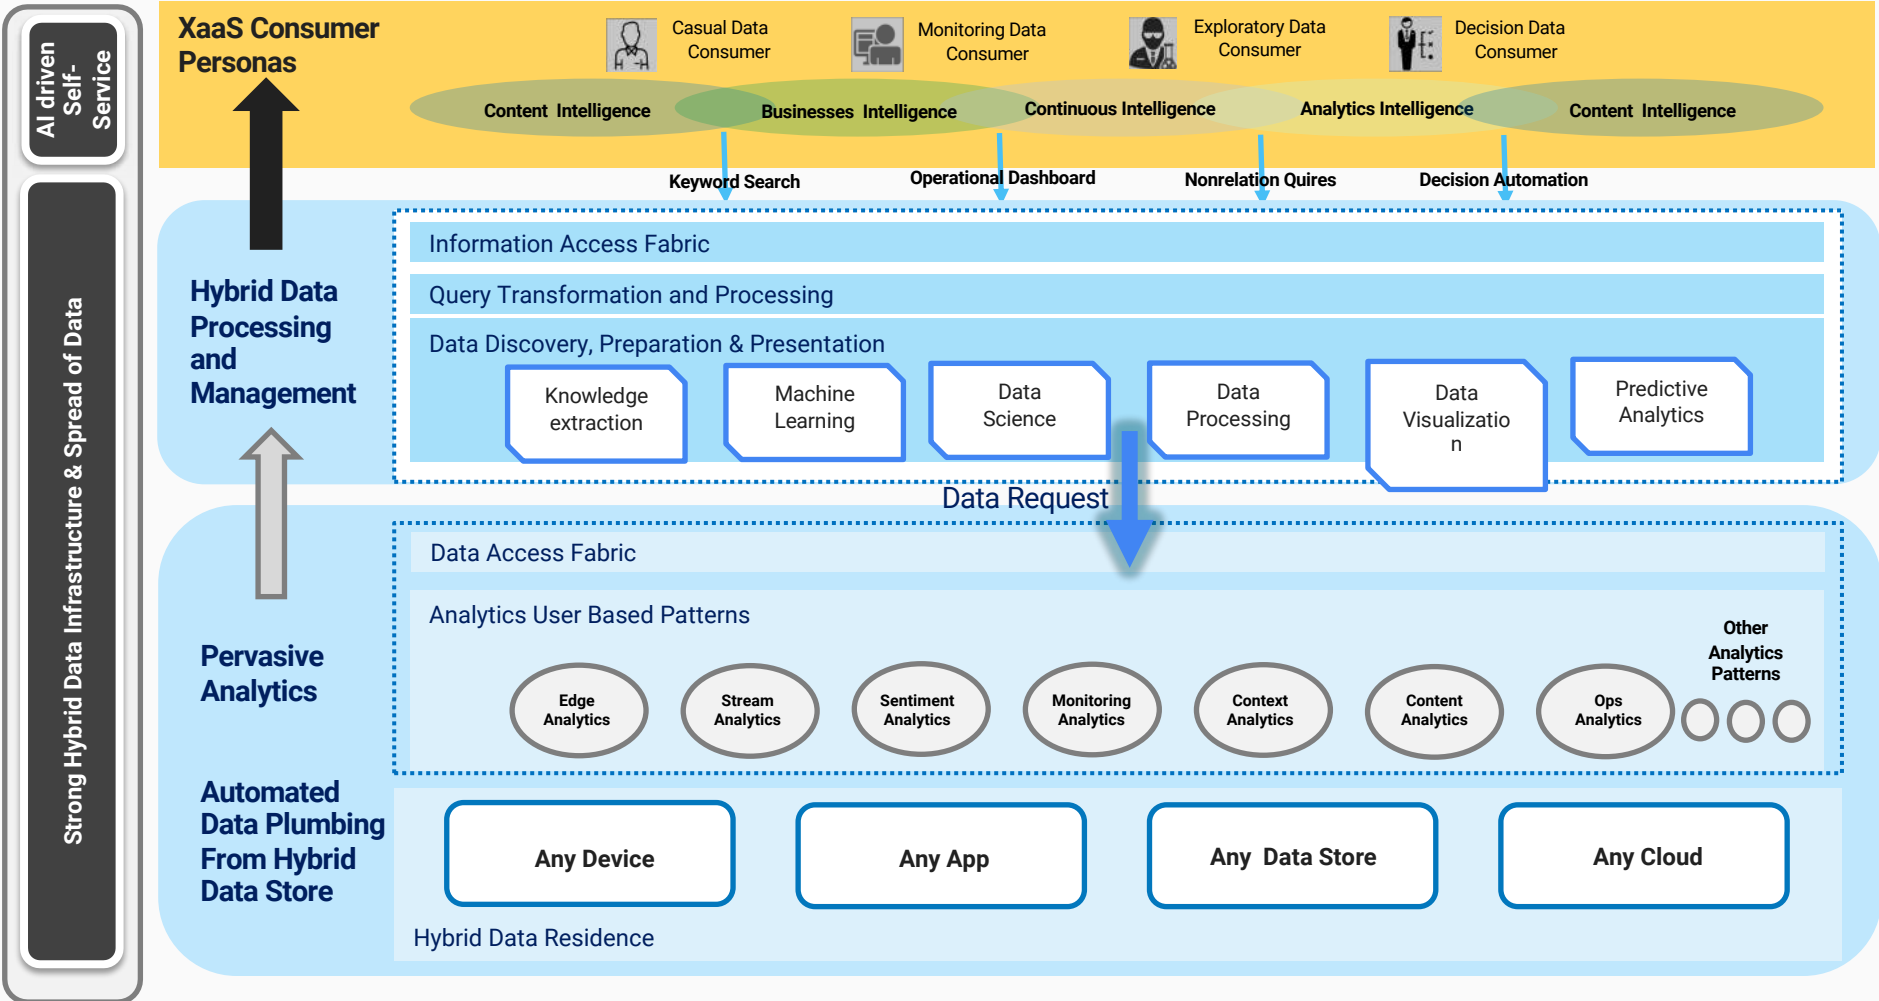 AI driven
Self-
Service
Strong Hybrid Data Infrastructure & Spread of Data
XaaS Consumer
Personas
Casual Data
Consumer
Monitoring Data
Consumer
Exploratory Data
Consumer
Decision Data
Consumer
Content Intelligence
Businesses Intelligence
Continuous Intelligence
Analytics Intelligence
Content Intelligence
Keyword Search
Operational Dashboard
Nonrelation Quires
Decision Automation
Hybrid Data
Processing
and
Management
Information Access Fabric
Query Transformation and Processing
Data Discovery, Preparation & Presentation
Knowledge
extraction
Machine
Learning
Data
Science
Data
Processing
Data
Visualizatio
n
Predictive
Analytics
Data Request
Data Access Fabric
Analytics User Based Patterns
Pervasive
Analytics
Edge
Analytics
Stream
Analytics
Sentiment
Analytics
Monitoring
Analytics
Context
Analytics
Content
Analytics
Ops
Analytics
Other
Analytics
Patterns
Automated
Data Plumbing
From Hybrid
Data Store
Any Device
Any App
Any Data Store
Any Cloud
Hybrid Data Residence